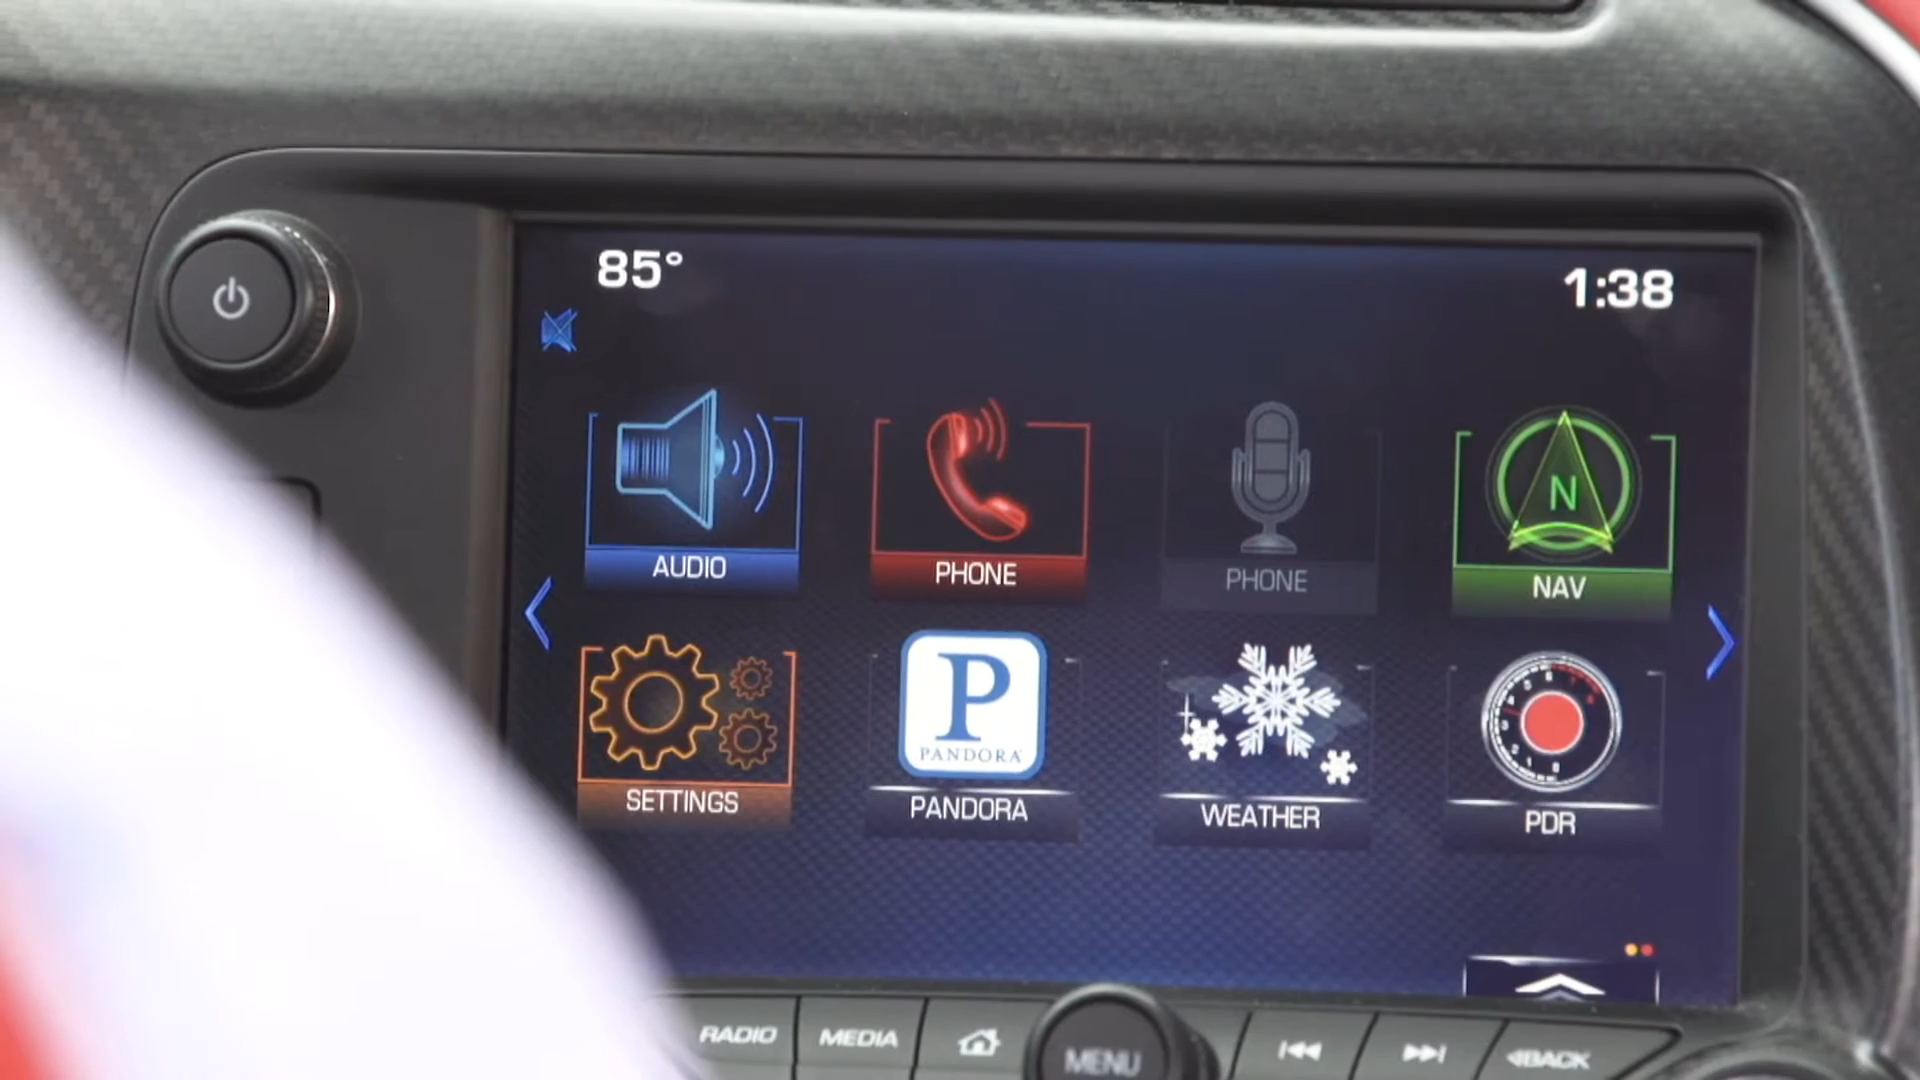 85°
1:38
AUDIO
PHONE
PHONE
N
NAV
SETTINGS
P
PANDORA
PANDORA
WEATHER
PDR
RADIO
MEDIA
MENU
BACK